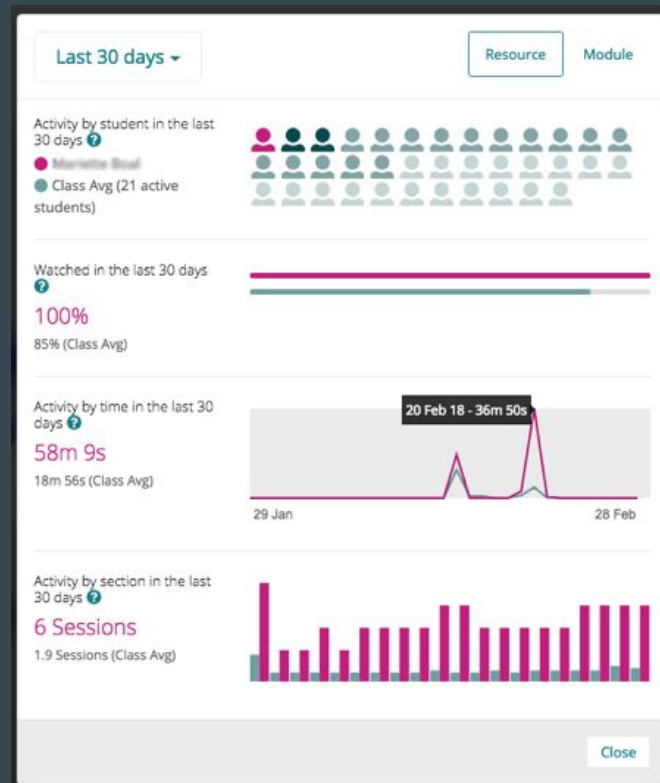 Last 30 days
Resource
Module
Activity by student in the last
30 days ?
Class Avg (21 active
students)
Watched in the last 30 days
?
100%
85% (Class Avg)
Activity by time in the last 30
days ?
58m 9s
18m 56s (Class Avg)
20 Feb 18 - 36m 50s
29 Jan
28 Feb
Activity by section in the last
30 days ?
6 Sessions
1.9 Sessions (Class Avg)
Close